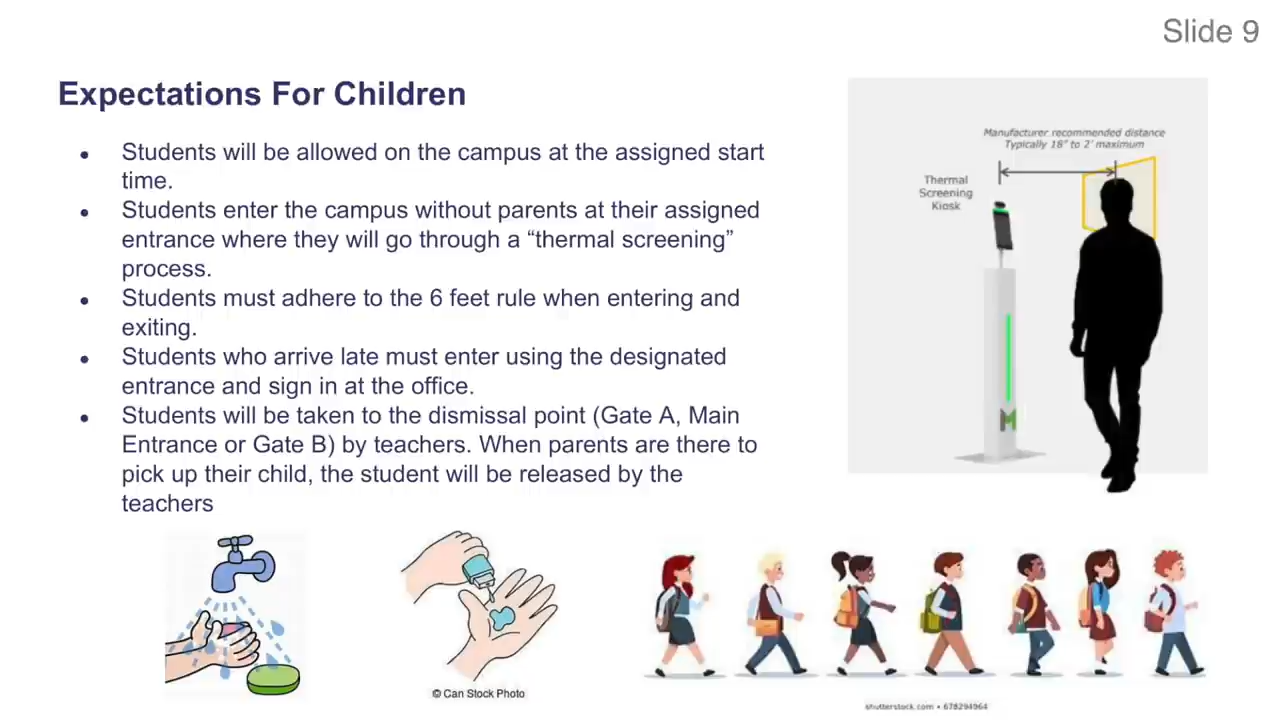 Slide 9
Expectations For Children
● Students will be allowed on the campus at the assigned start
time.
● Students enter the campus without parents at their assigned
entrance where they will go through a “thermal screening”
process.
● Students must adhere to the 6 feet rule when entering and
exiting.
● Students who arrive late must enter using the designated
entrance and sign in at the office.
● Students will be taken to the dismissal point (Gate A, Main
Entrance or Gate B) by teachers. When parents are there to
pick up their child, the student will be released by the
teachers
Manufacturer recommended distance
Typically 18" to 2' maximum
Thermal
Screening
Kiosk
M
© Can Stock Photo
shutterstock.com • 678294964